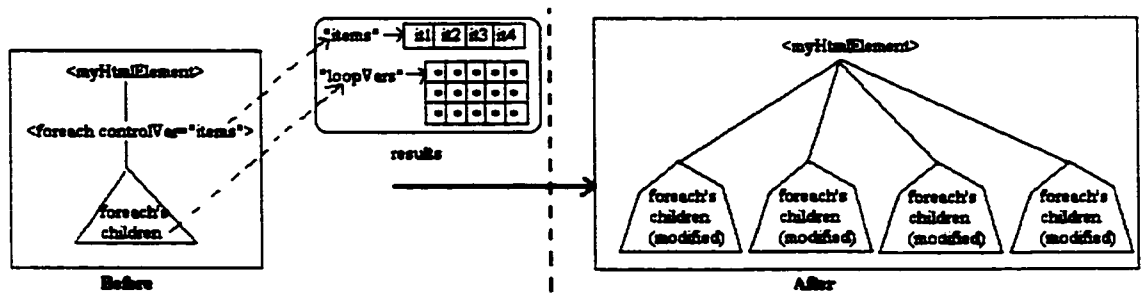 <myHtmlElement>
<foreach controlVar="items">
foreach's
children
Before
"items"
it1 it2 it3 it4
"loopVars"
results
<myHtmlElement>
foreach's
children
(modified)
foreach's
children
(modified)
foreach's
children
(modified)
foreach's
children
(modified)
After